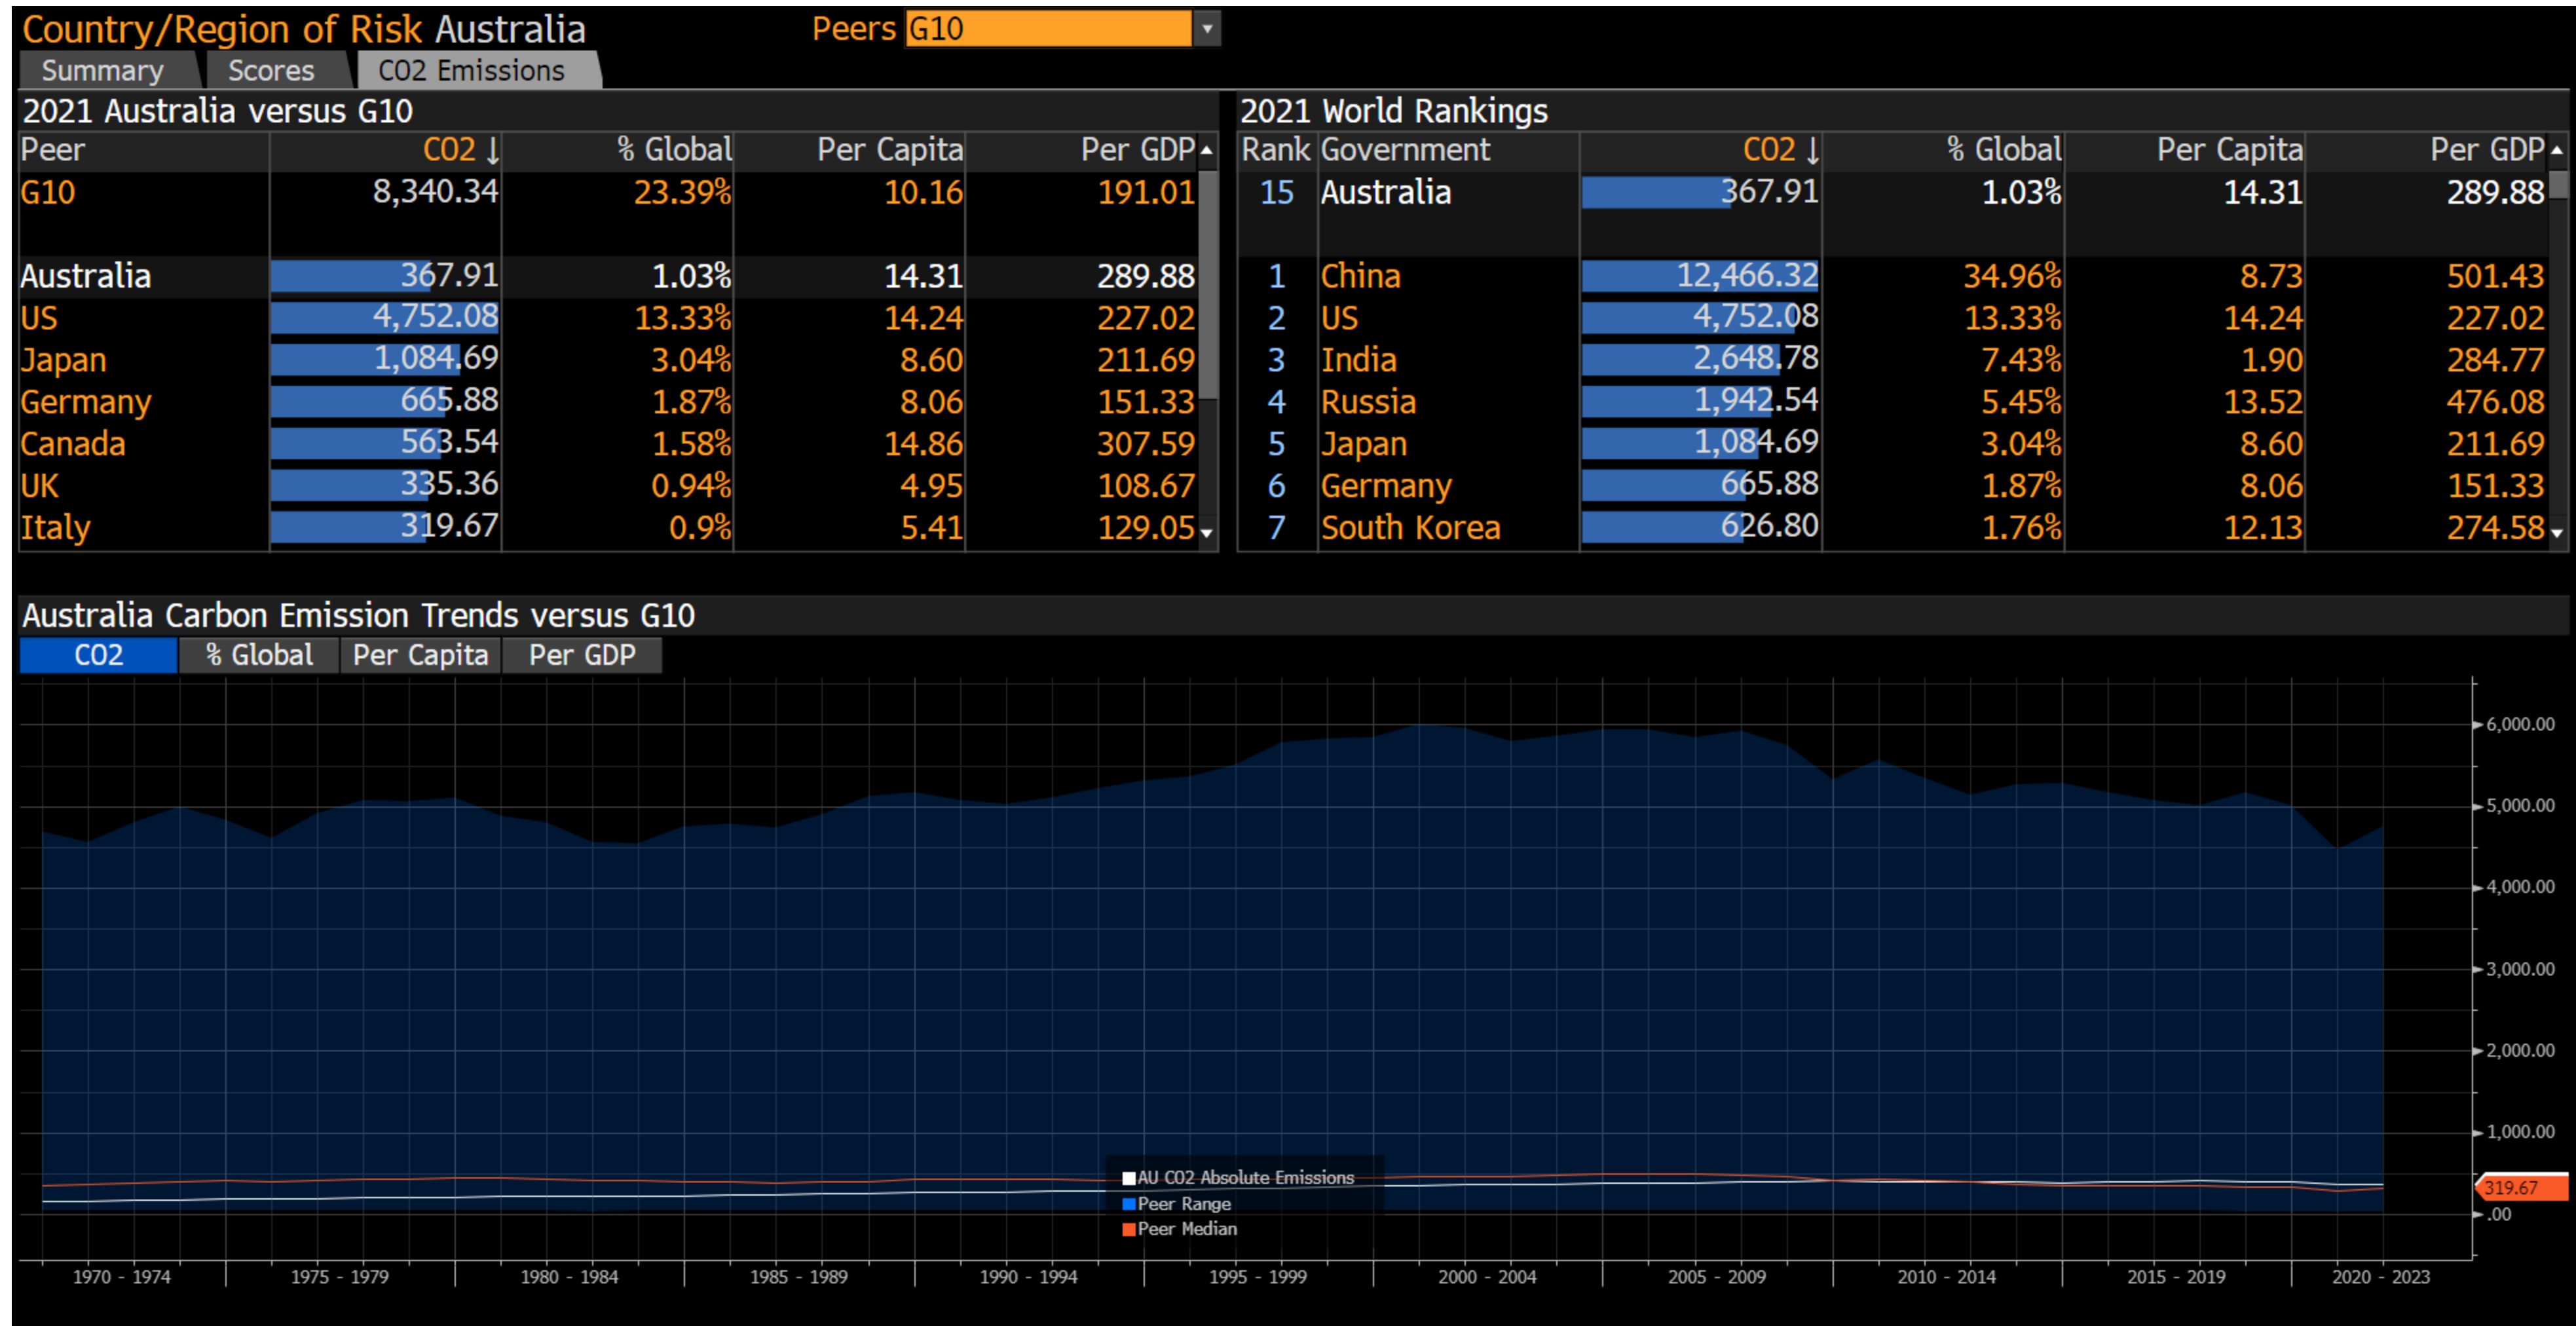 Country/Region of Risk Australia Peers G10
Summary Scores CO2 Emissions
2021 Australia versus G10
Peer CO2 ↓ % Global Per Capita Per GDP
G10 8,340.34 23.39% 10.16 191.01
Australia 367.91 1.03% 14.31 289.88
US 4,752.08 13.33% 14.24 227.02
Japan 1,084.69 3.04% 8.60 211.69
Germany 665.88 1.87% 8.06 151.33
Canada 563.54 1.58% 14.86 307.59
UK 335.36 0.94% 4.95 108.67
Italy 319.67 0.9% 5.41 129.05
2021 World Rankings
Rank Government CO2 ↓ % Global Per Capita Per GDP
15 Australia 367.91 1.03% 14.31 289.88
1 China 12,466.32 34.96% 8.73 501.43
2 US 4,752.08 13.33% 14.24 227.02
3 India 2,648.78 7.43% 1.90 284.77
4 Russia 1,942.54 5.45% 13.52 476.08
5 Japan 1,084.69 3.04% 8.60 211.69
6 Germany 665.88 1.87% 8.06 151.33
7 South Korea 626.80 1.76% 12.13 274.58
Australia Carbon Emission Trends versus G10
CO2 % Global Per Capita Per GDP
6,000.00
5,000.00
4,000.00
3,000.00
2,000.00
1,000.00
319.67
.00
AU CO2 Absolute Emissions
Peer Range
Peer Median
1970 - 1974 1975 - 1979 1980 - 1984 1985 - 1989 1990 - 1994 1995 - 1999 2000 - 2004 2005 - 2009 2010 - 2014 2015 - 2019 2020 - 2023